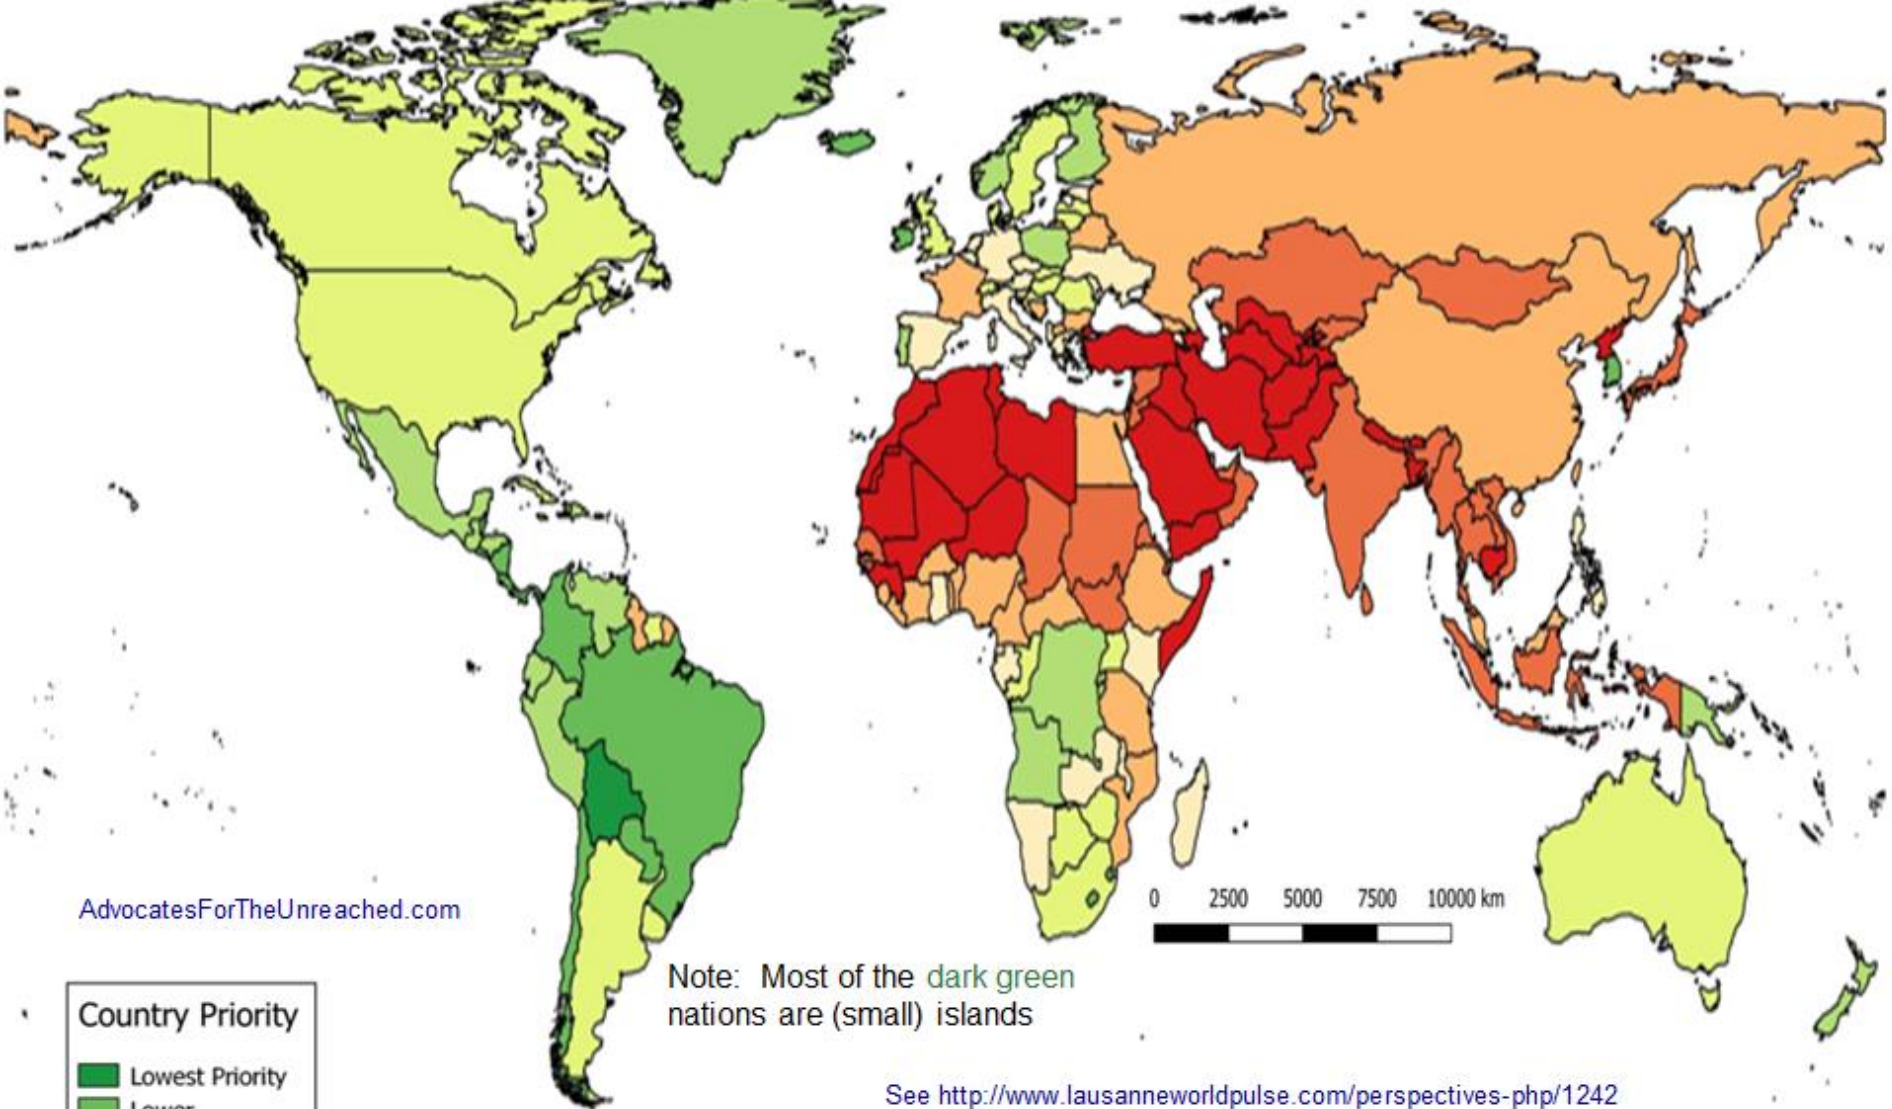 AdvocatesForTheUnreached.com
0 2500 5000 7500 10000 km
Note: Most of the dark green
nations are (small) islands
Country Priority
Lowest Priority
Lower
See http://www.lausanneworldpulse.com/perspectives-php/1242